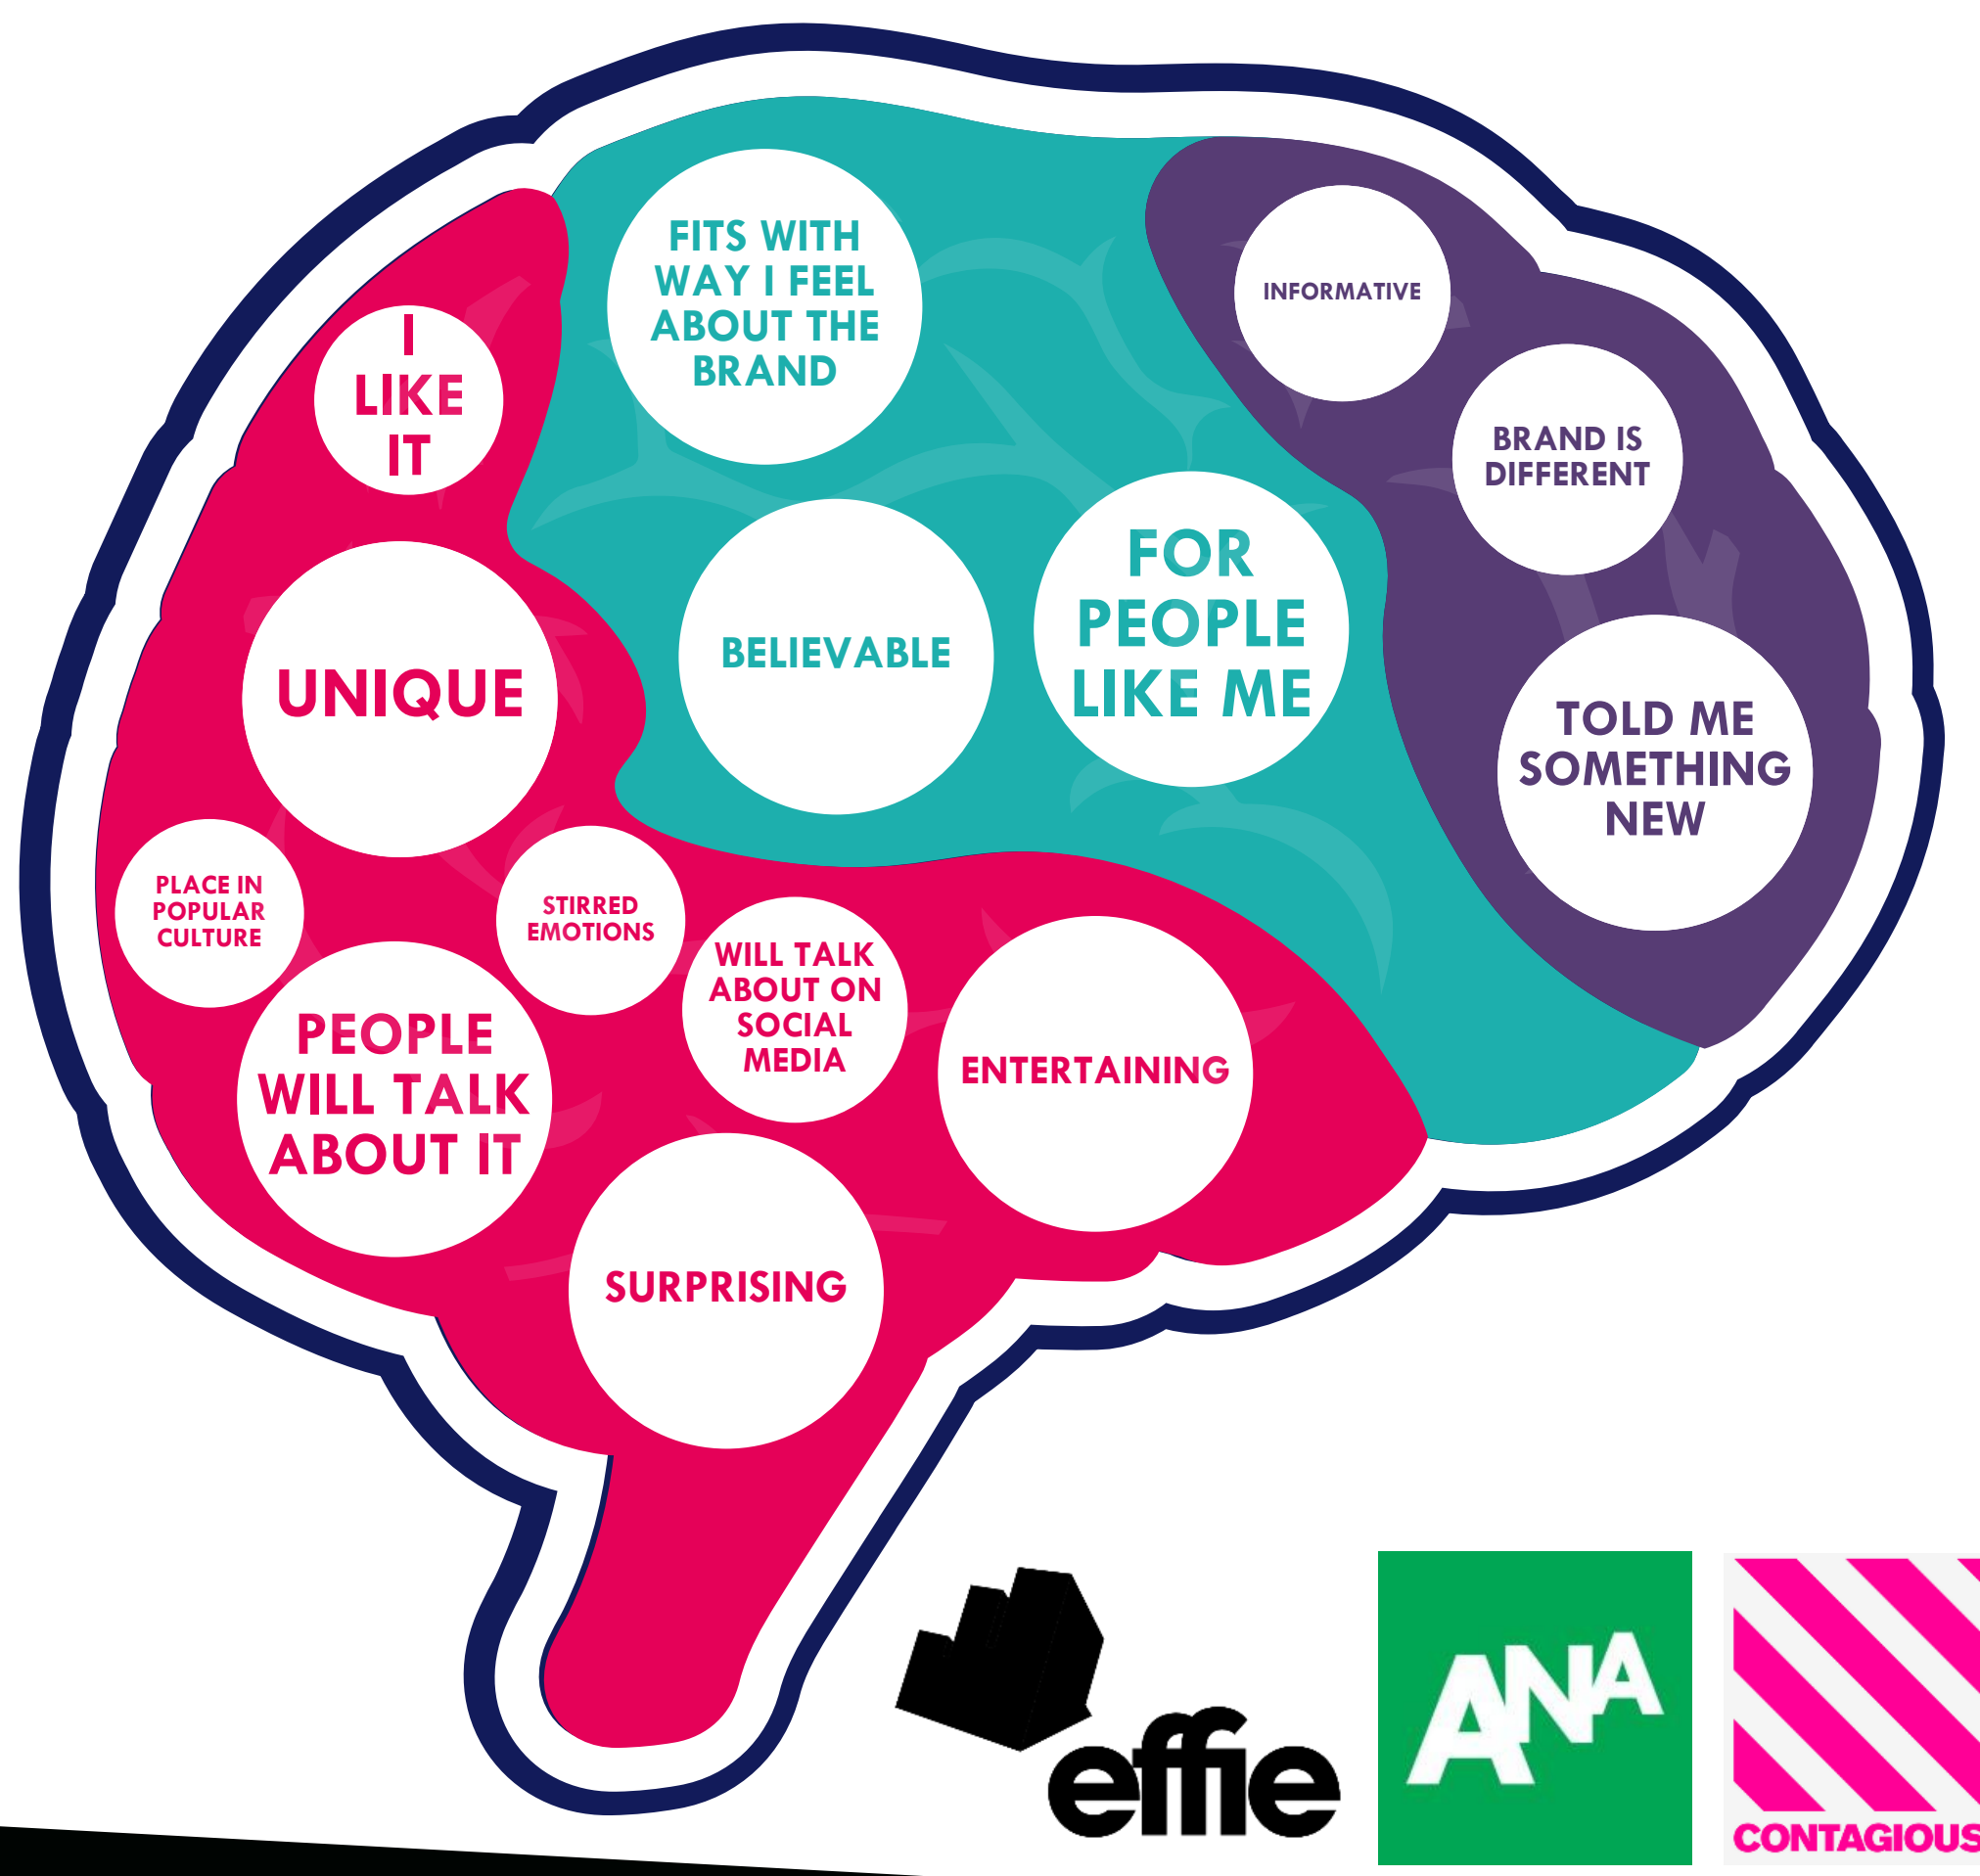 FITS WITH
WAY I FEEL
ABOUT THE
BRAND
INFORMATIVE
I
LIKE
IT
BRAND IS
DIFFERENT
FOR
PEOPLE
LIKE ME
BELIEVABLE
UNIQUE
TOLD ME
SOMETHING
NEW
PLACE IN
POPULAR
CULTURE
STIRRED
EMOTIONS
WILL TALK
ABOUT ON
SOCIAL
MEDIA
PEOPLE
WILL TALK
ABOUT IT
ENTERTAINING
SURPRISING
effie
ANA
CONTAGIOUS